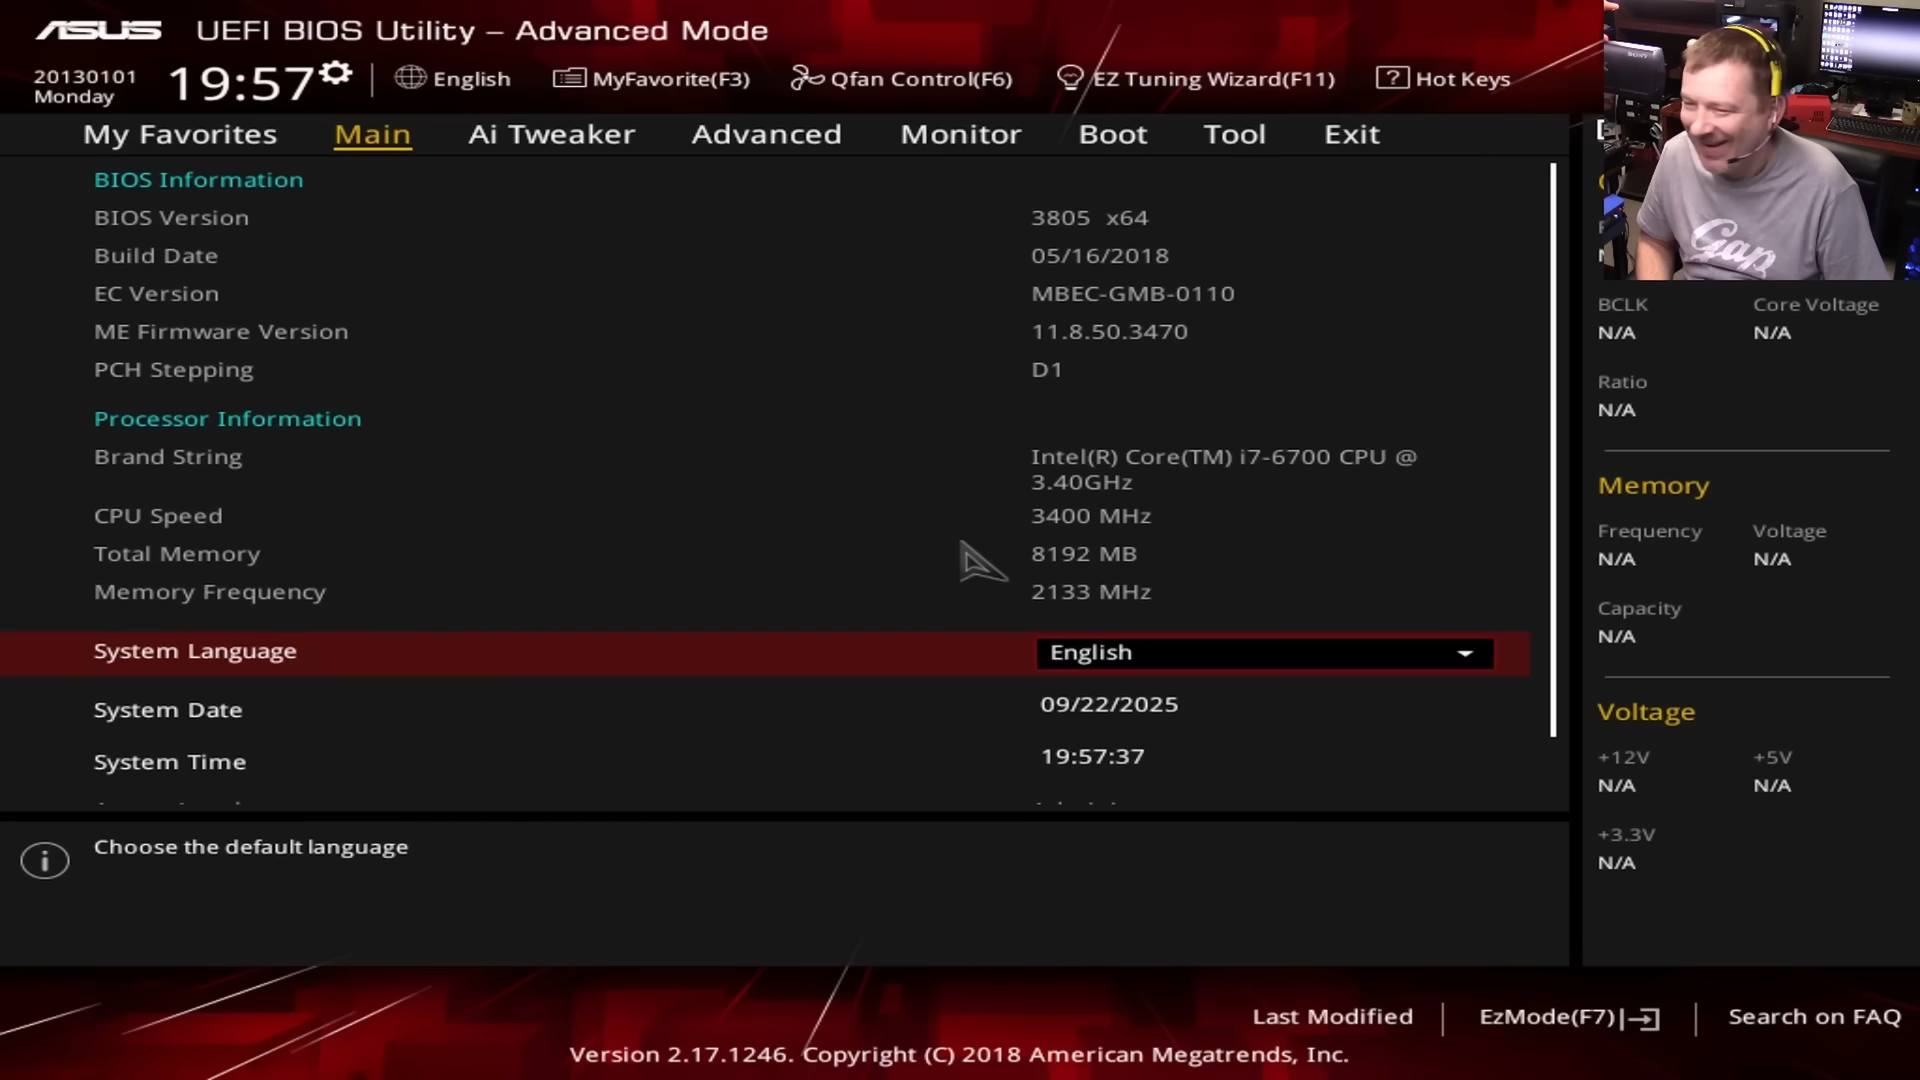 ASUS UEFI BIOS Utility – Advanced Mode
20130101
Monday
19:57
English
MyFavorite(F3)
Qfan Control(F6)
EZ Tuning Wizard(F11)
? Hot Keys
My Favorites Main Ai Tweaker Advanced Monitor Boot Tool Exit
BIOS Information
BIOS Version 3805 x64
Build Date 05/16/2018
EC Version MBEC-GMB-0110
ME Firmware Version 11.8.50.3470
PCH Stepping D1
Processor Information
Brand String Intel(R) Core(TM) i7-6700 CPU @
3.40GHz
CPU Speed 3400 MHz
Total Memory 8192 MB
Memory Frequency 2133 MHz
System Language English
System Date 09/22/2025
System Time 19:57:37
Choose the default language
SONY
Gap
BCLK Core Voltage
N/A N/A
Ratio
N/A
Memory
Frequency Voltage
N/A N/A
Capacity
N/A
Voltage
+12V +5V
N/A N/A
+3.3V
N/A
Last Modified
EzMode(F7)
Search on FAQ
Version 2.17.1246. Copyright (C) 2018 American Megatrends, Inc.